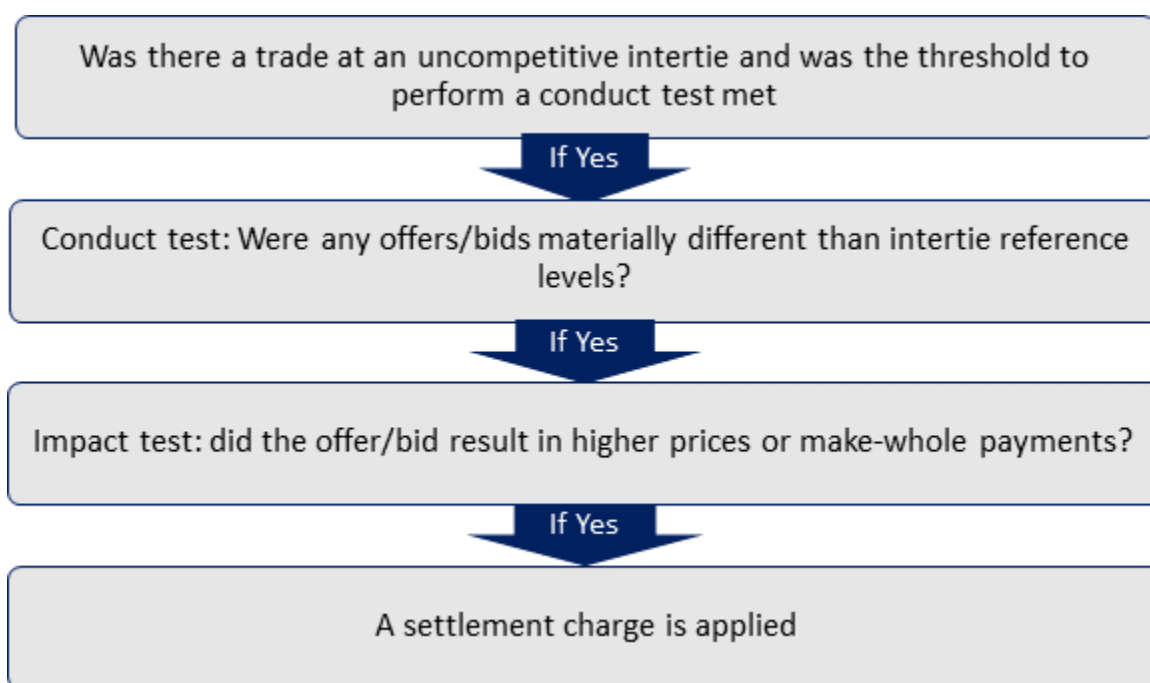 Was there a trade at an uncompetitive intertie and was the threshold to
perform a conduct test met
If Yes
Conduct test: Were any offers/bids materially different than intertie reference
levels?
If Yes
Impact test: did the offer/bid result in higher prices or make-whole payments?
If Yes
A settlement charge is applied